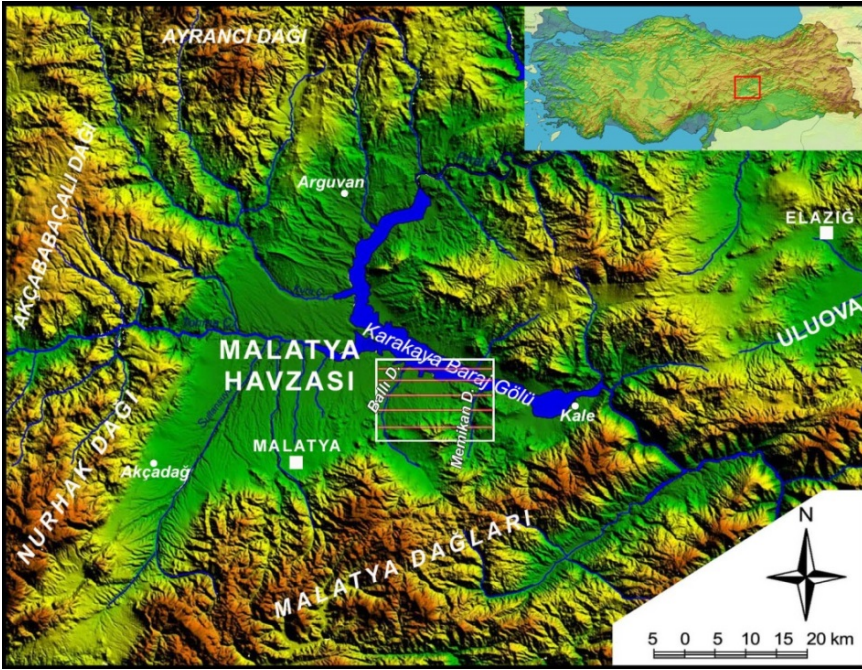 AYRANCI DAĞI
AKÇABABAÇALI DAĞI
Arguvan
ELAZIĞ
ULUOVA
MALATYA
HAVZASI
Karakaya Baraj Gölü
Ballı D.
Memikan D.
Kale
MALATYA
Akçadağ
NURHAK DAĞI
MALATYA DAĞLARI
N
5 0 5 10 15 20 km